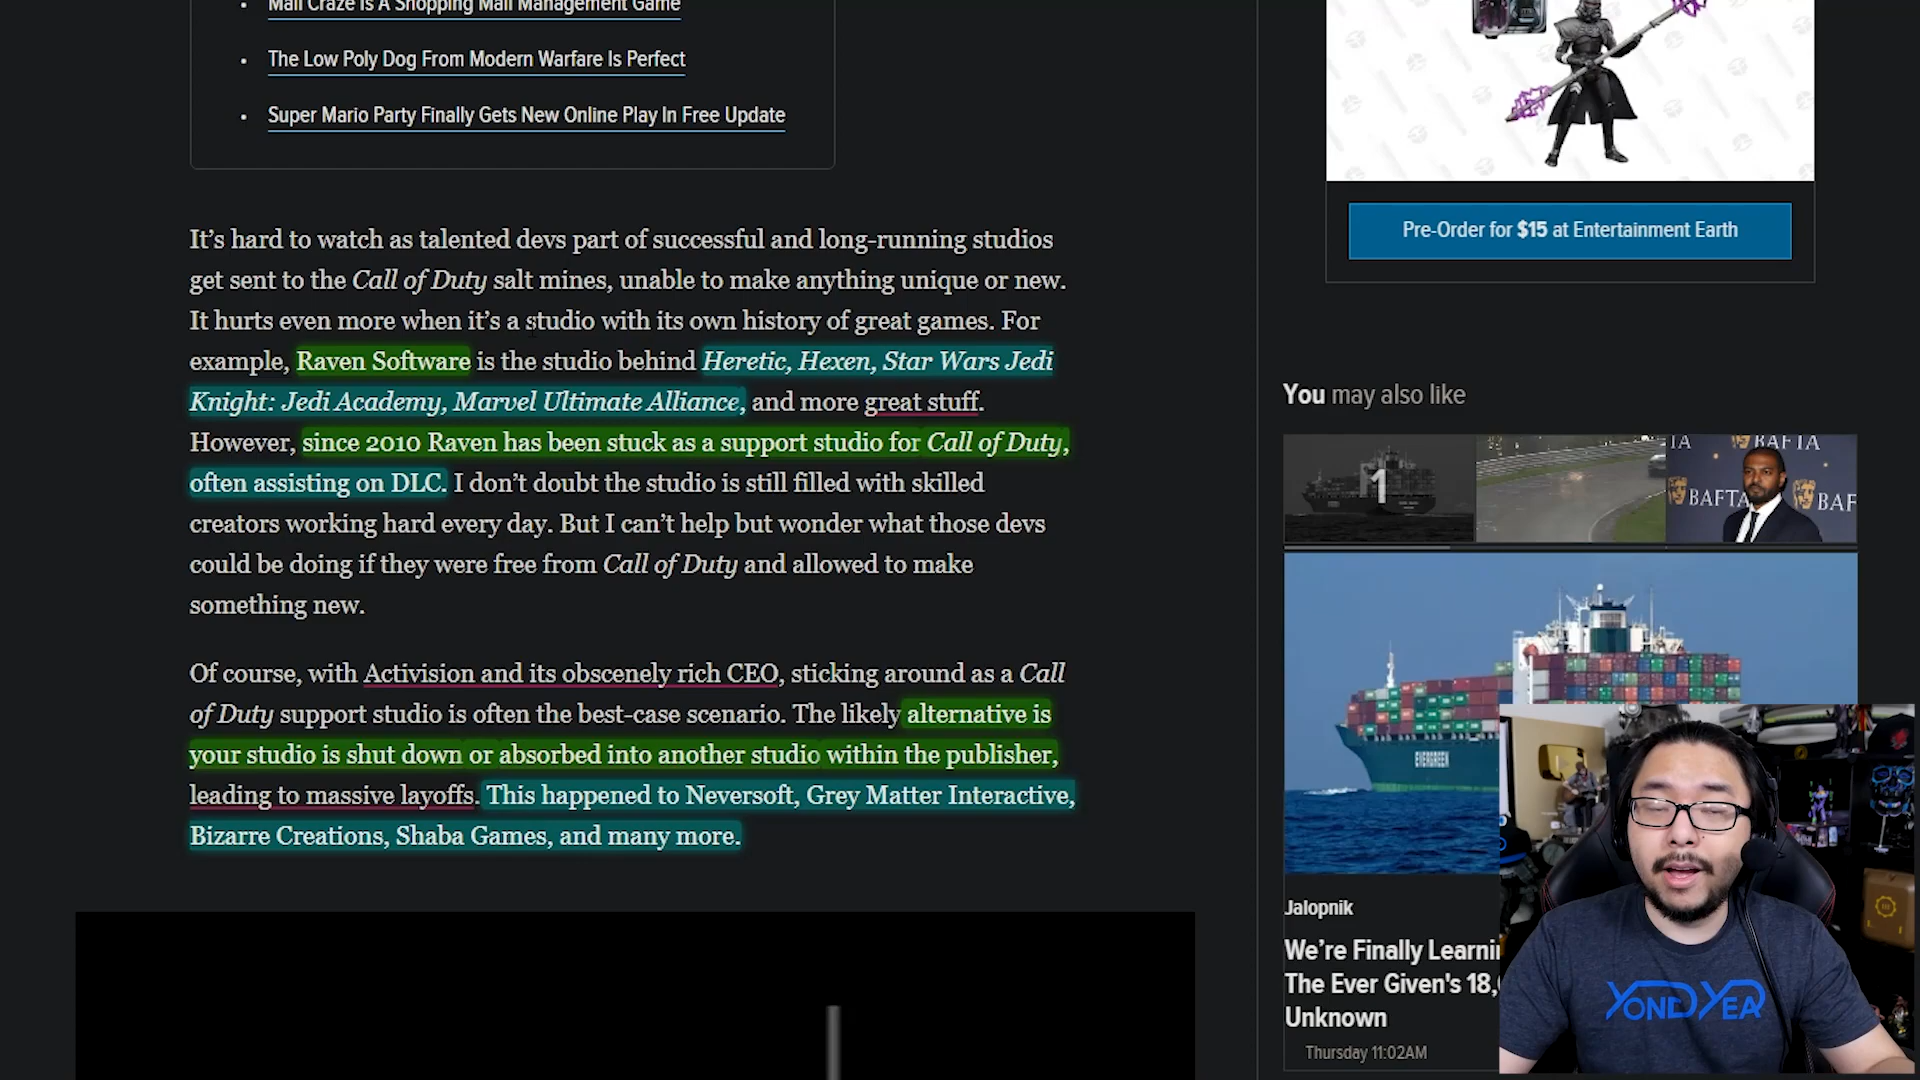 Mall Craze Is A Shopping Mall Management Game
The Low Poly Dog From Modern Warfare Is Perfect
Super Mario Party Finally Gets New Online Play In Free Update
It's hard to watch as talented devs part of successful and long-running studios
get sent to the Call of Duty salt mines, unable to make anything unique or new.
It hurts even more when it's a studio with its own history of great games. For
example, Raven Software is the studio behind Heretic, Hexen, Star Wars Jedi
Knight: Jedi Academy, Marvel Ultimate Alliance, and more great stuff.
However, since 2010 Raven has been stuck as a support studio for Call of Duty,
often assisting on DLC. I don't doubt the studio is still filled with skilled
creators working hard every day. But I can't help but wonder what those devs
could be doing if they were free from Call of Duty and allowed to make
something new.
Of course, with Activision and its obscenely rich CEO, sticking around as a Call
of Duty support studio is often the best-case scenario. The likely alternative is
your studio is shut down or absorbed into another studio within the publisher,
leading to massive layoffs. This happened to Neversoft, Grey Matter Interactive,
Bizarre Creations, Shaba Games, and many more.
Pre-Order for $15 at Entertainment Earth
You may also like
1
TA BAFTA
BAFTA BAF
EVERGREEN
Jalopnik
We're Finally Learni
The Ever Given's 18,
Unknown
Thursday 11:02AM
YONGYEA